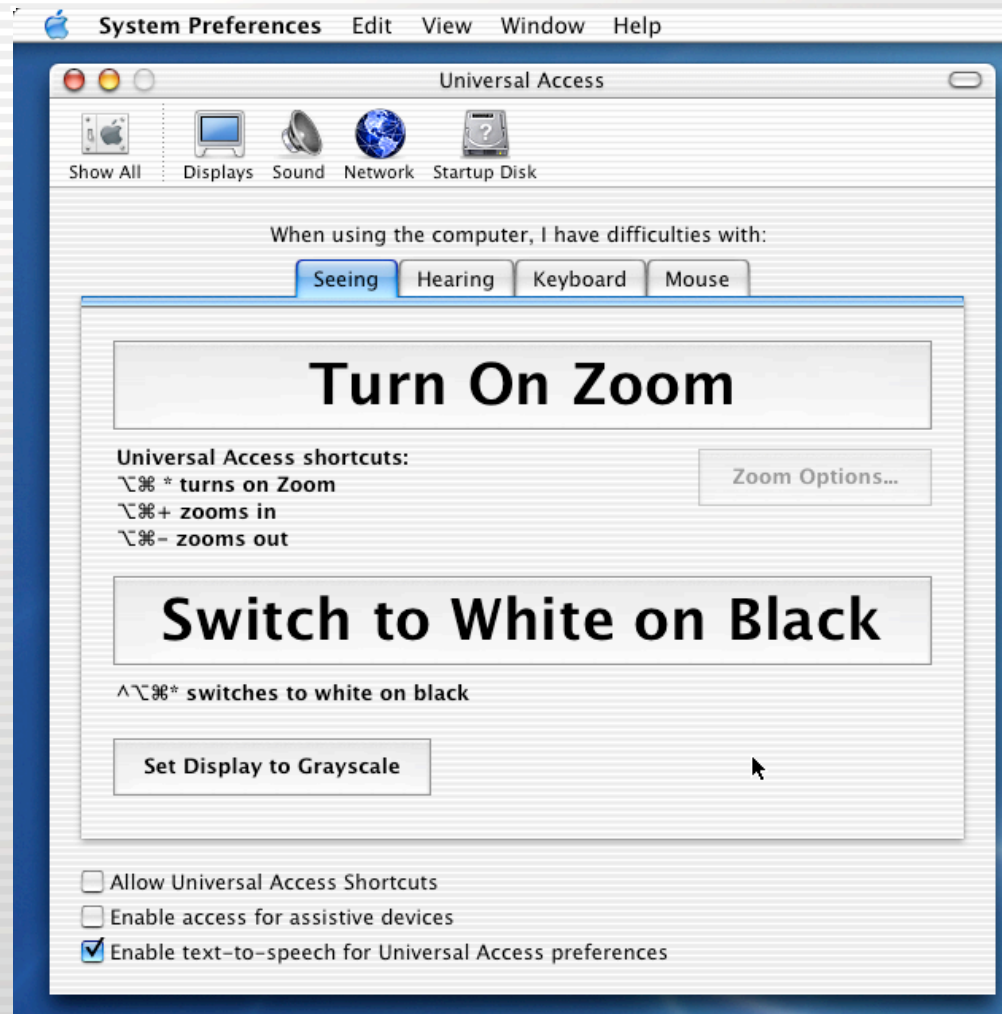 System Preferences Edit View Window Help
Universal Access
Show All Displays Sound Network Startup Disk
When using the computer, I have difficulties with:
Seeing Hearing Keyboard Mouse
Turn On Zoom
Universal Access shortcuts:
⌥⌘ * turns on Zoom
Zoom Options...
⌥⌘+ zooms in
⌥⌘- zooms out
Switch to White on Black
^⌥⌘* switches to white on black
Set Display to Grayscale
Allow Universal Access Shortcuts
Enable access for assistive devices
Enable text-to-speech for Universal Access preferences